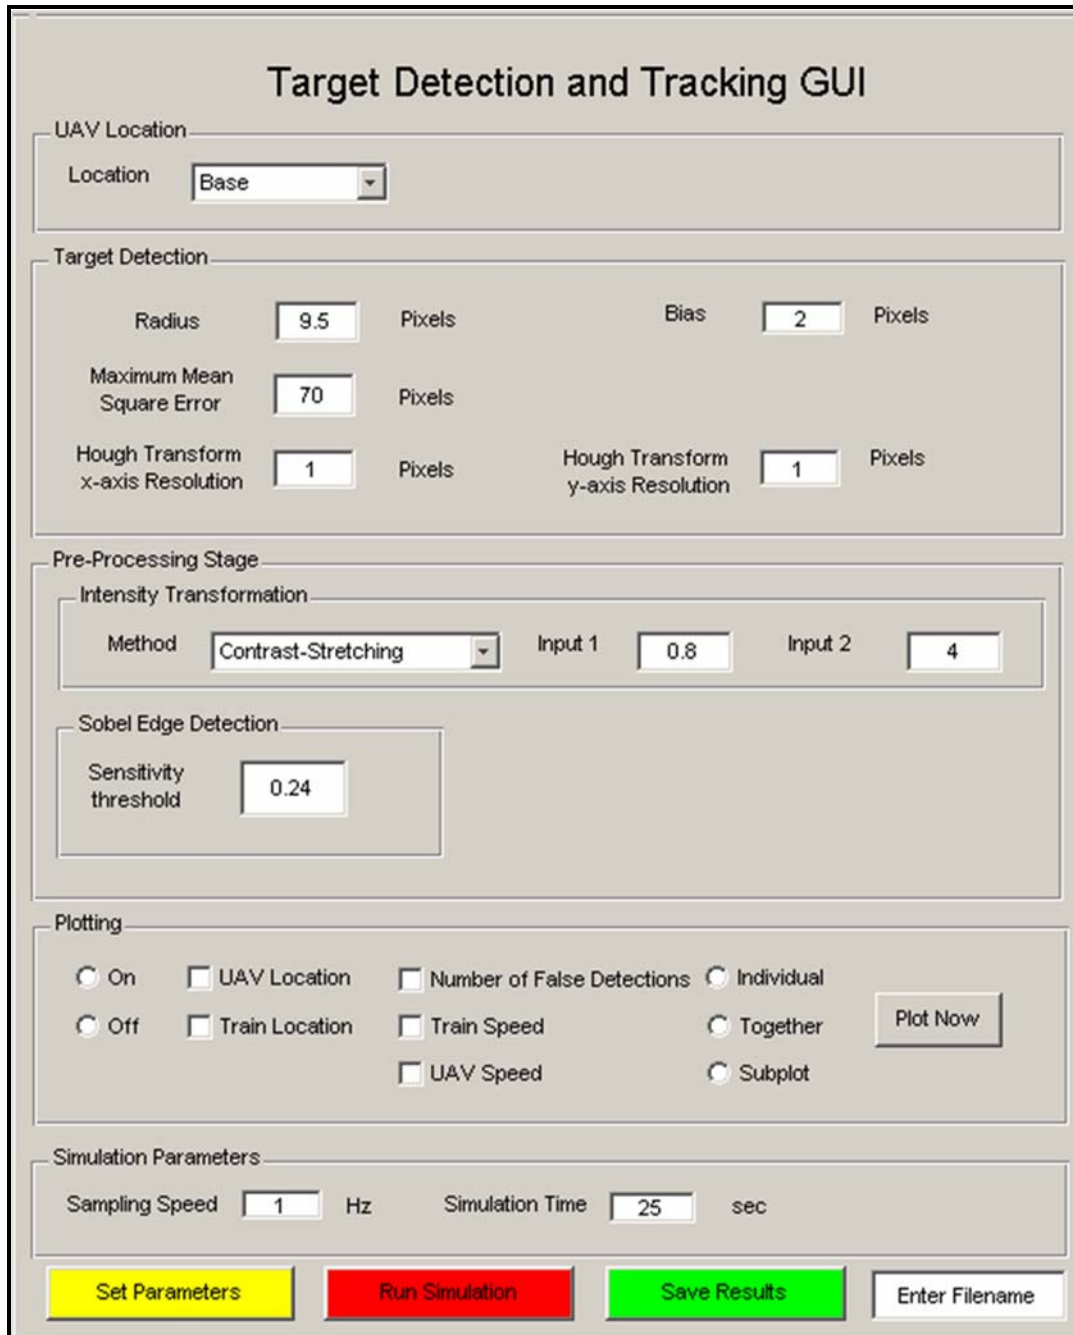 Target Detection and Tracking GUI
UAV Location
Location Base
Target Detection
Radius 9.5 Pixels Bias 2 Pixels
Maximum Mean
Square Error 70 Pixels
Hough Transform
x-axis Resolution 1 Pixels Hough Transform
y-axis Resolution 1 Pixels
Pre-Processing Stage
Intensity Transformation
Method Contrast-Stretching Input 1 0.8 Input 2 4
Sobel Edge Detection
Sensitivity
threshold 0.24
Plotting
On UAV Location Number of False Detections Individual
Off Train Location Train Speed Together Plot Now
UAV Speed Subplot
Simulation Parameters
Sampling Speed 1 Hz Simulation Time 25 sec
Set Parameters Run Simulation Save Results Enter Filename